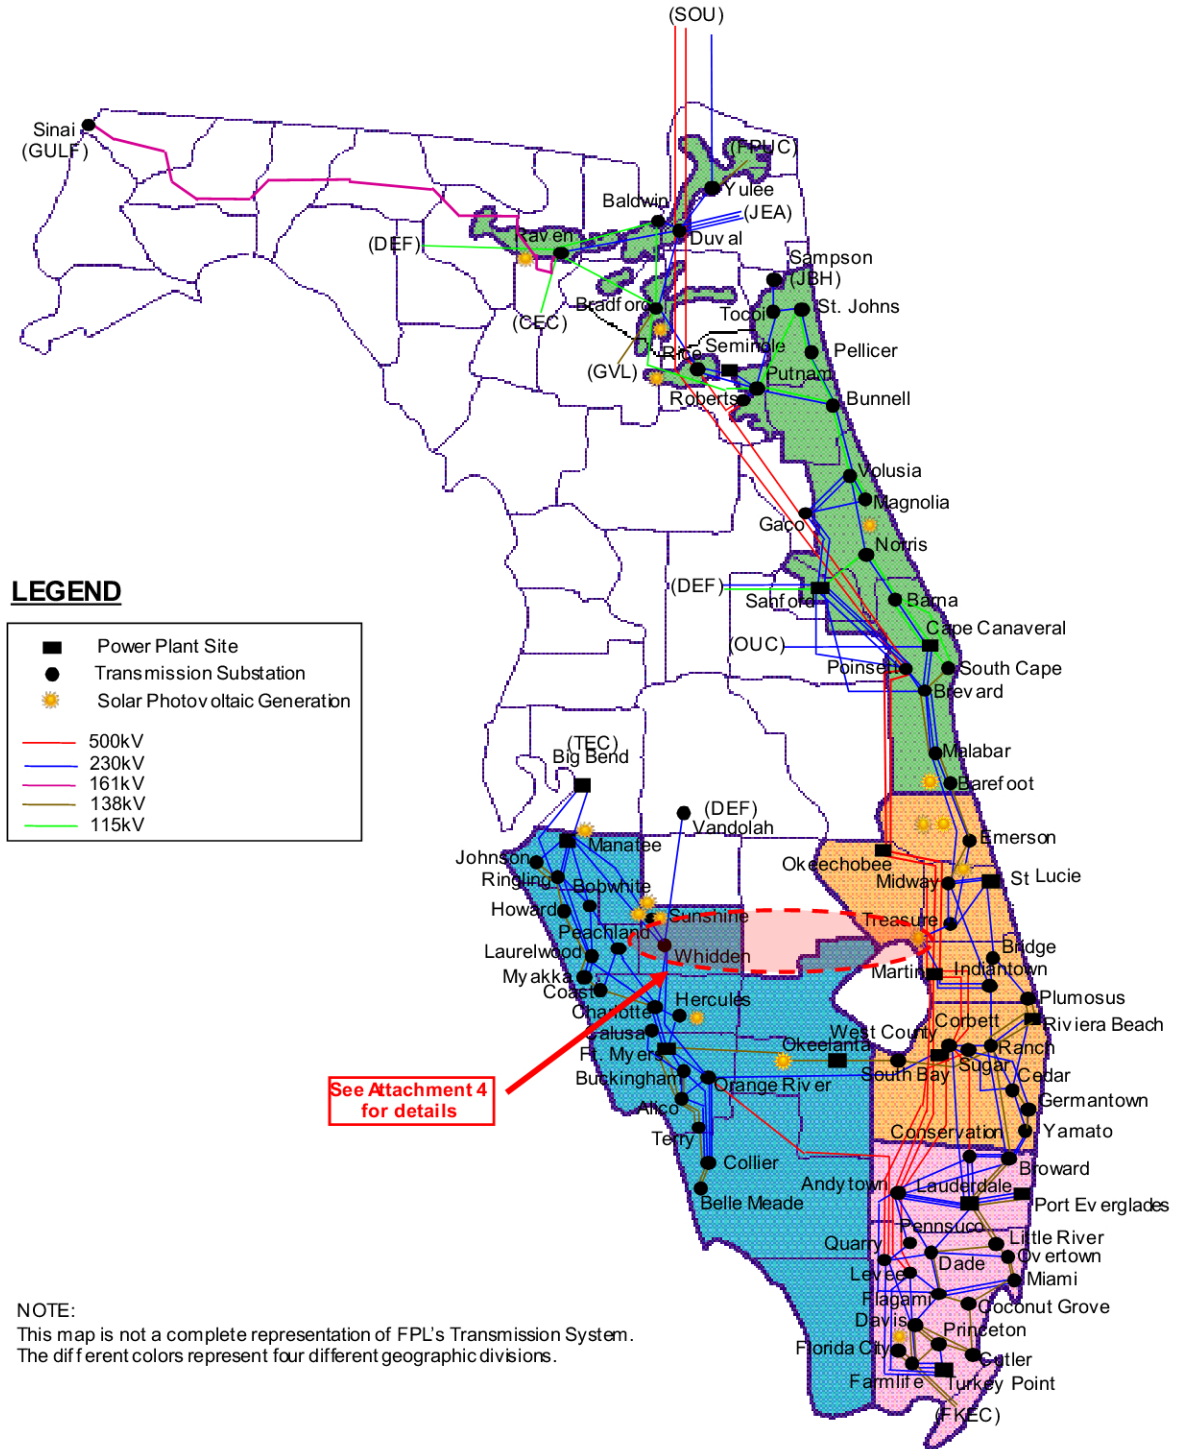 (SOU)
Sinai
(GULF)
(FPUC)
Yulee
Baldwin
(JEA)
Duval
Raven
(DEF)
Sampson
(JBH)
Bradford
Tocoi
St. Johns
(CEC)
Rice
Seminole
Pellicer
(GVL)
Putnam
Roberts
Bunnell
Volusia
Magnolia
Gaco
Norris
(DEF)
Sanford
Barna
Cape Canaveral
(OUC)
Poinsett
South Cape
Brevard
LEGEND
Power Plant Site
Transmission Substation
Solar Photovoltaic Generation
500kV
230kV
161kV
138kV
115kV
(TEC)
Big Bend
Malabar
Barefoot
(DEF)
Vandolah
Manatee
Emerson
Johnson
Okeechobee
Ringling
Bobwhite
Midway
St Lucie
Howard
Sunshine
Treasure
Peachland
Laurelwood
Whidden
Bridge
Myakka
Martin
Indiantown
Coast
Hercules
Plumosus
Charlotte
Calusa
West County
Corbett
Riviera Beach
Ft. Myers
Okeelanta
Ranch
South Bay
Sugar
Buckingham
Orange River
Cedar
See Attachment 4
for details
Alico
Germantown
Terry
Conservation
Yamato
Collier
Broward
Andytown
Lauderdale
Belle Meade
Port Everglades
Pennsuco
Quarry
Little River
Dade
Overtown
Levee
Miami
Flagami
Coconut Grove
Davis
Princeton
Florida City
Cutler
Farmlife
Turkey Point
(FKEC)
NOTE:
This map is not a complete representation of FPL's Transmission System.
The different colors represent four different geographic divisions.